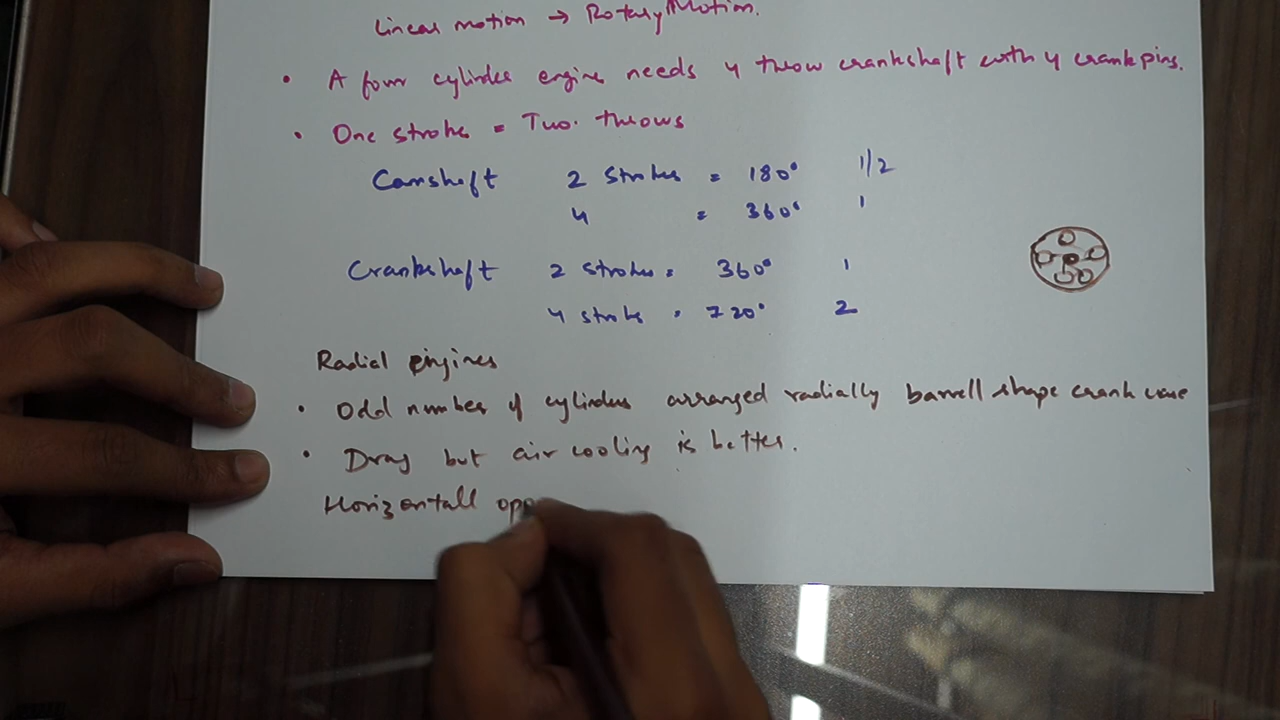 Linear motion → Rotary Motion.
• A four cylinder engine needs 4 throw crankshaft with 4 crankpins.
• One stroke = Two. throws
Camshaft 2 Strokes = 180° 1/2
4 = 360° 1
Crankshaft 2 strokes = 360° 1
4 stroke = 720° 2
Radial engines
• Odd number of cylinders arranged radially barrell shape crank case
• Drag but air cooling is better.
Horizontall opp